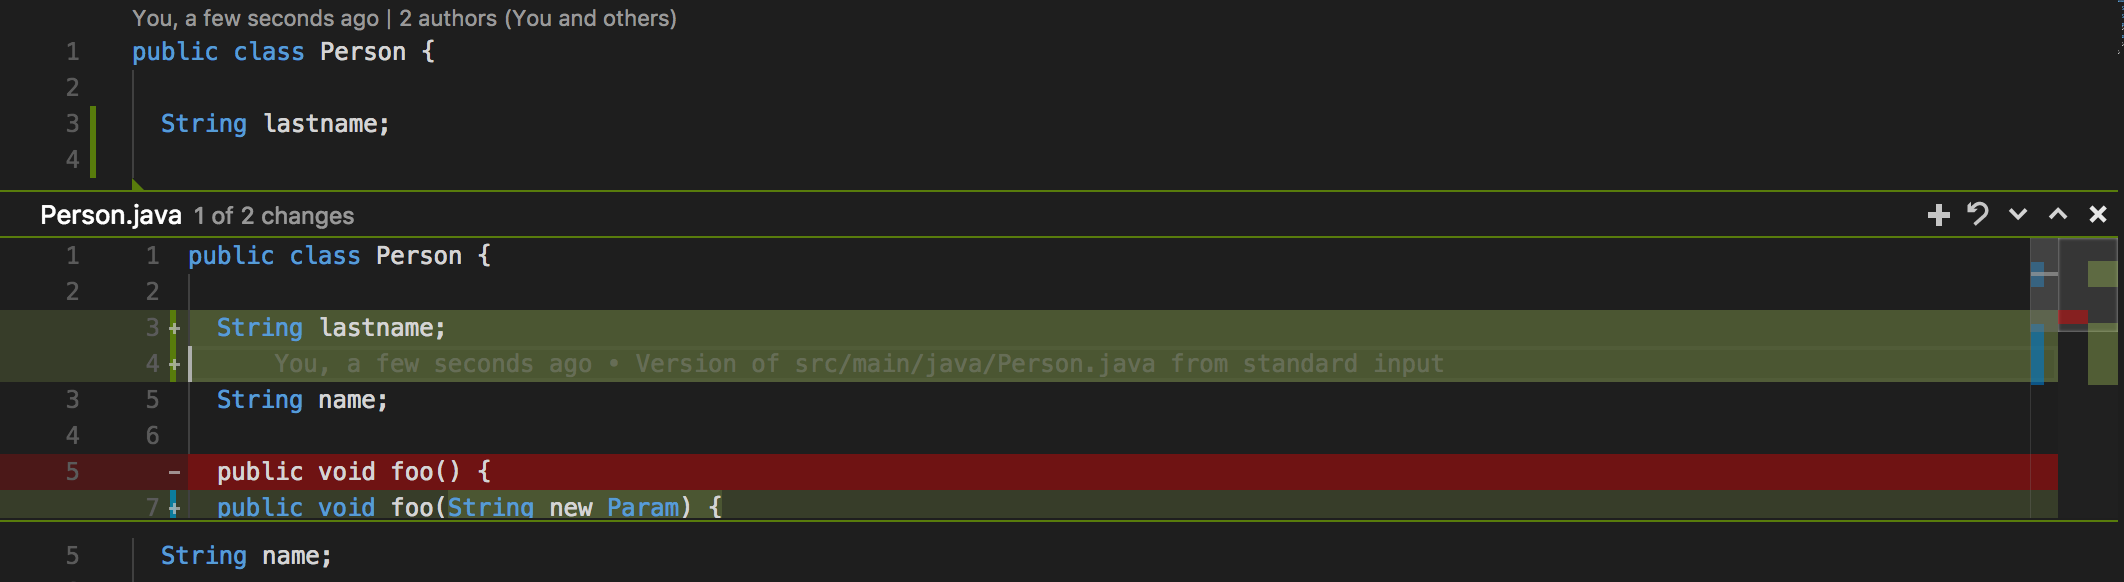 You, a few seconds ago | 2 authors (You and others)
1 public class Person {
2
3 String lastname;
4
Person.java 1 of 2 changes
1 1 public class Person {
2 2
3 + String lastname;
4 + You, a few seconds ago • Version of src/main/java/Person.java from standard input
3 5 String name;
4 6
5 − public void foo() {
7 + public void foo(String new Param) {
5 String name;